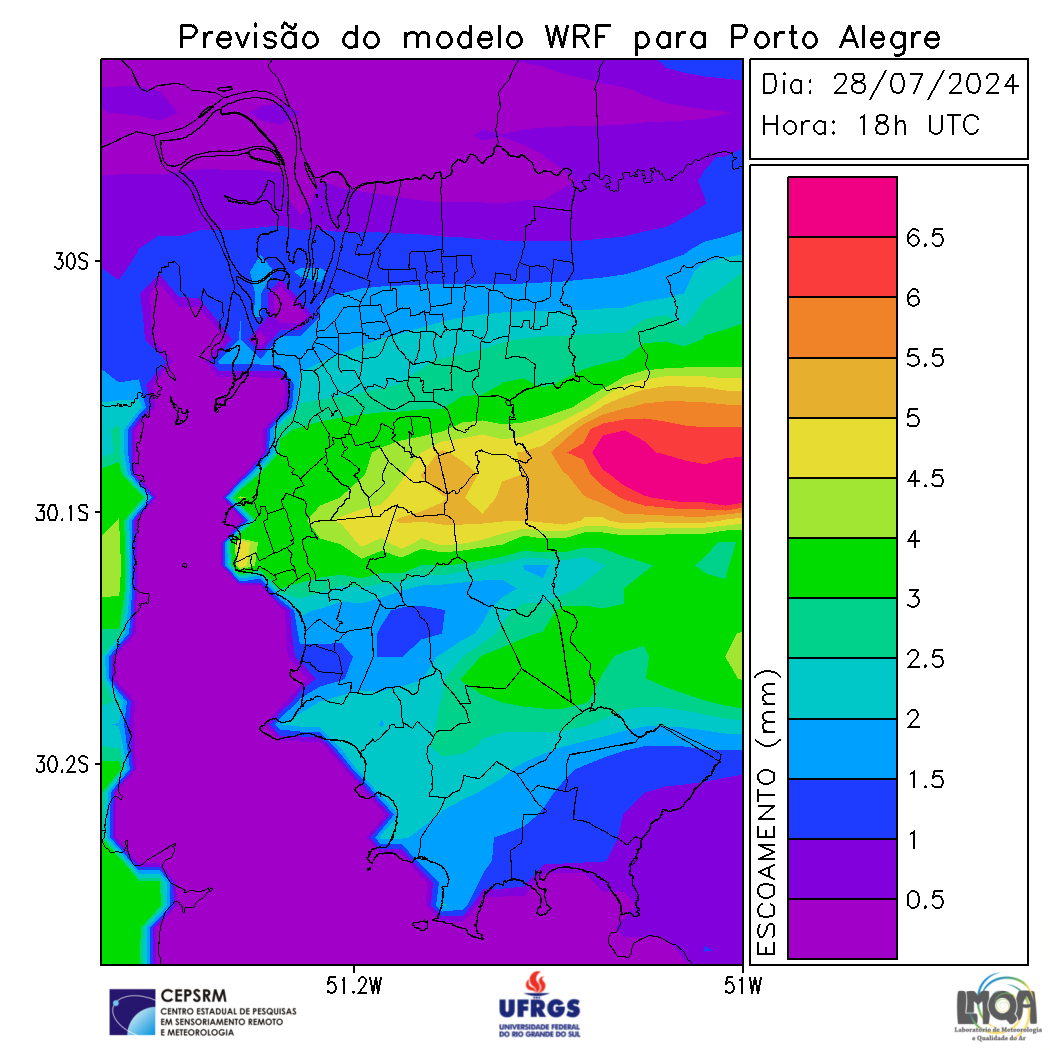 Previsão do modelo WRF para Porto Alegre
Dia: 28/07/2024
Hora: 18h UTC
30S
30.1S
30.2S
51.2W
51W
ESCOAMENTO (mm)
6.5
6
5.5
5
4.5
4
3
2.5
2
1.5
1
0.5
CEPSRM
CENTRO ESTADUAL DE PESQUISAS
EM SENSORIAMENTO REMOTO
E METEOROLOGIA
UFRGS
UNIVERSIDADE FEDERAL
DO RIO GRANDE DO SUL
LMQA
Laboratório de Meteorologia
e Qualidade do Ar